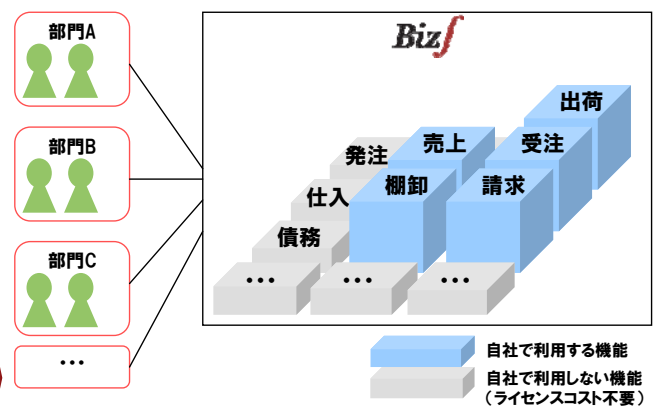 部門A
部門B
部門C
…
Biz∫
出荷
売上
受注
発注
棚卸
請求
仕入
債務
…
…
…
自社で利用する機能
自社で利用しない機能
（ライセンスコスト不要）